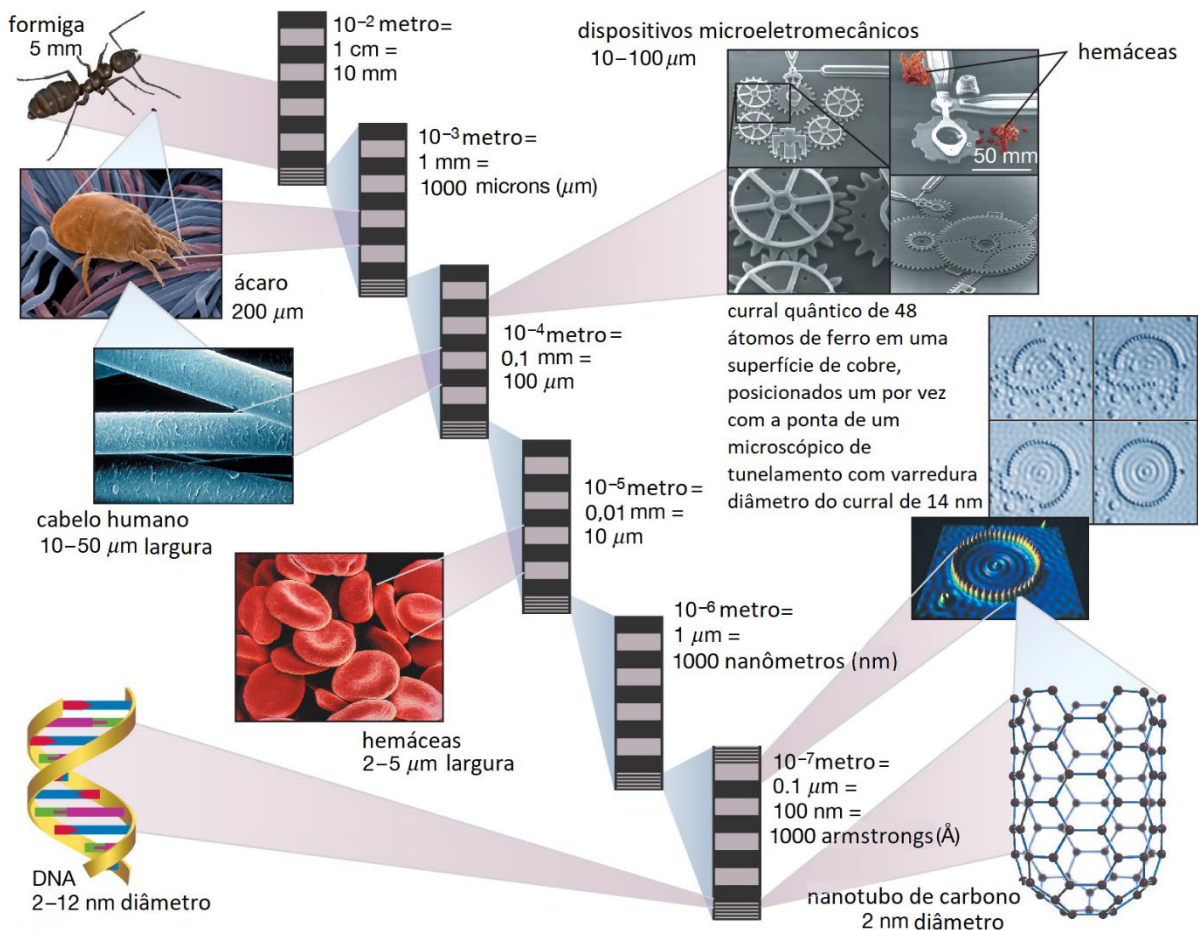 formiga
5 mm
10⁻² metro=
1 cm =
10 mm
dispositivos microeletromecânicos
10–100 μm
hemáceas
50 mm
10⁻³ metro=
1 mm =
1000 microns (μm)
ácaro
200 μm
10⁻⁴ metro=
0,1 mm =
100 μm
curral quântico de 48
átomos de ferro em uma
superfície de cobre,
posicionados um por vez
com a ponta de um
microscópico de
tunelamento com varredura
diâmetro do curral de 14 nm
cabelo humano
10–50 μm largura
10⁻⁵ metro=
0,01 mm =
10 μm
10⁻⁶ metro=
1 μm =
1000 nanômetros (nm)
hemáceas
2–5 μm largura
10⁻⁷metro=
0.1 μm =
100 nm =
1000 armstrongs(Å)
DNA
2–12 nm diâmetro
nanotubo de carbono
2 nm diâmetro